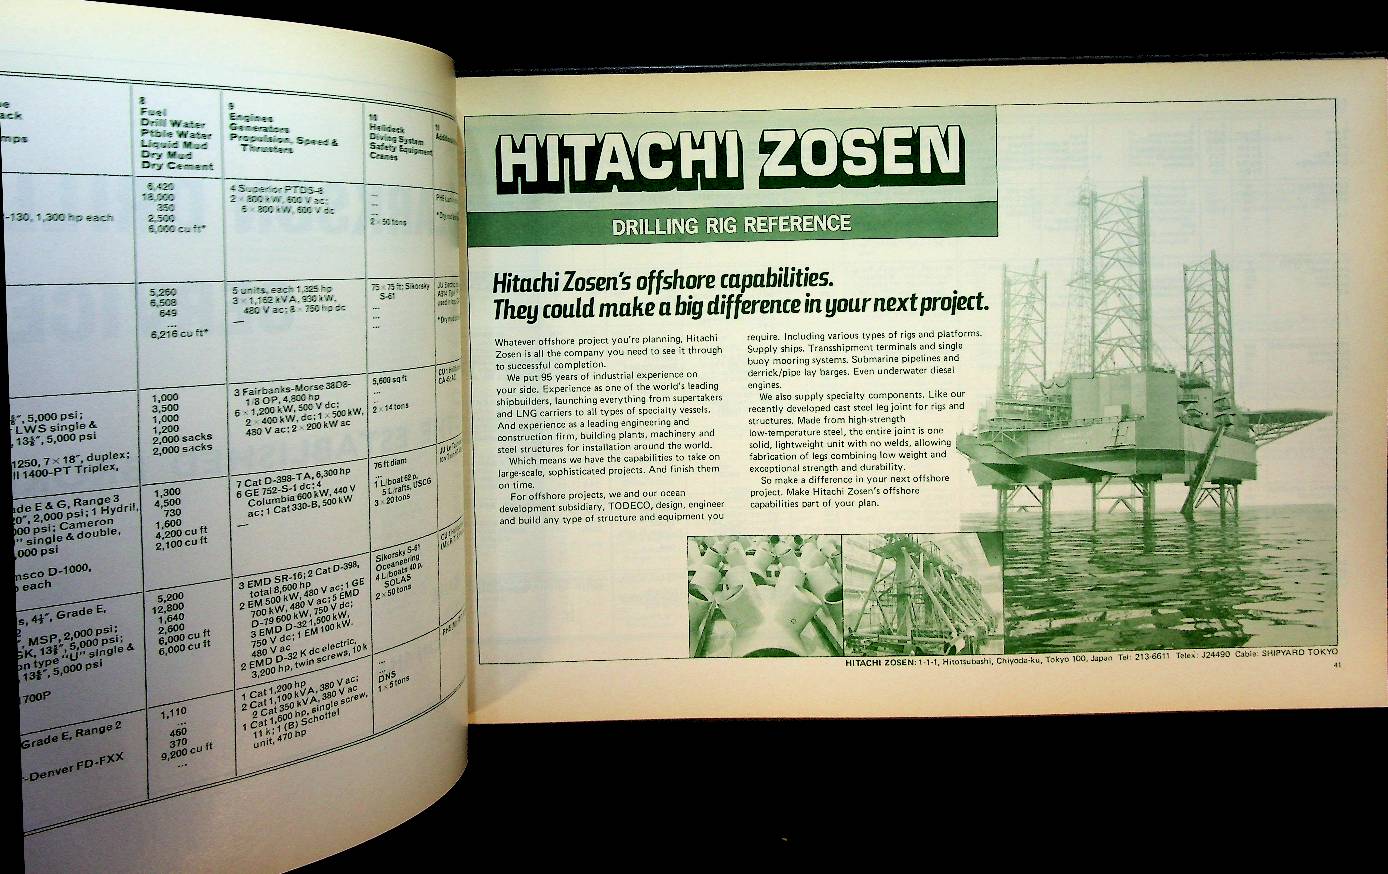 8
Fuel
Drill Water
Ptble Water
Liquid Mud
Dry Mud
Dry Cement
9
Engines
Generators
Propulsion, Speed &
Thrusters
10
Helideck
Diving System
Safety Equipment
Cranes
11
-130, 1,300 hp each
6,420
18,000
350
2,500
6,000 cu ft*
4 Superior PTDS-8
2 × 800 kW, 600 V ac;
6 × 800 kW, 600 V dc
...
...
...
2 × 50 tons
5,260
6,508
649
...
6,216 cu ft*
5 units, each 1,325 hp
3 × 1,162 kVA, 930 kW,
480 V ac; 8 × 750 hp dc
—
75 × 75 ft; Sikorsky
S-61
...
...
...
5,000 psi;
LWS single &
13⅝″, 5,000 psi
1250, 7 × 18″, duplex;
1400-PT Triplex,
1,000
3,500
1,000
1,200
2,000 sacks
2,000 sacks
3 Fairbanks-Morse 38D8-
1/8 OP, 4,800 hp
6 × 1,200 kW, 500 V dc;
2 × 400 kW, dc; 1 × 500 kW,
480 V ac; 2 × 200 kW ac
5,600 sq ft
...
2 × 14 tons
E & G, Range 3
2,000 psi; 1 Hydril,
psi; Cameron
single & double,
psi
D-1000,
each
1,300
4,500
730
1,600
4,200 cu ft
2,100 cu ft
7 Cat D-398-TA, 6,300 hp
6 GE 752-S-1 dc; 4
Columbia 600 kW, 440 V
ac; 1 Cat 330-B, 500 kW
—
76 ft diam
...
1 L/boat 62 p,
5 L/rafts, USCG
3 × 20 tons
4½″, Grade E,
MSP, 2,000 psi;
13⅝″, 5,000 psi;
type "U" single &
13⅝″, 5,000 psi
1700P
5,200
12,800
1,640
2,600
6,000 cu ft
6,000 cu ft
3 EMD SR-16; 2 Cat D-398,
total 8,600 hp
2 EM 500 kW, 480 V ac; 1 GE
700 kW, 480 V ac; 5 EMD
D-79 600 kW, 750 V dc;
3 EMD D-32 1,500 kW,
750 V dc; 1 EM 100 kW.
480 V ac
2 EMD D-32 K dc electric,
3,200 hp, twin screws, 10 k
Sikorsky S-61
Oceaneering
4 L/boats 40 p,
SOLAS
2 × 50 tons
Grade E, Range 2
-Denver FD-FXX
1,110
...
460
370
9,200 cu ft
...
1 Cat 1,200 hp
2 Cat 1,100 kVA, 380 V ac;
2 Cat 350 kVA, 380 V ac
1 Cat 1,600 hp, single screw,
11 k; 1 (B) Schottel
unit, 470 hp
...
...
DNS
1 × 5 tons
HITACHI ZOSEN
DRILLING RIG REFERENCE
Hitachi Zosen's offshore capabilities.
They could make a big difference in your next project.
Whatever offshore project you're planning, Hitachi
Zosen is all the company you need to see it through
to successful completion.
We put 95 years of industrial experience on
your side. Experience as one of the world's leading
shipbuilders, launching everything from supertakers
and LNG carriers to all types of specialty vessels.
And experience as a leading engineering and
construction firm, building plants, machinery and
steel structures for installation around the world.
Which means we have the capabilities to take on
large-scale, sophisticated projects. And finish them
on time.
For offshore projects, we and our ocean
development subsidiary, TODECO, design, engineer
and build any type of structure and equipment you
require. Including various types of rigs and platforms.
Supply ships. Transshipment terminals and single
buoy mooring systems. Submarine pipelines and
derrick/pipe lay barges. Even underwater diesel
engines.
We also supply specialty components. Like our
recently developed cast steel leg joint for rigs and
structures. Made from high-strength
low-temperature steel, the entire joint is one
solid, lightweight unit with no welds, allowing
fabrication of legs combining low weight and
exceptional strength and durability.
So make a difference in your next offshore
project. Make Hitachi Zosen's offshore
capabilities part of your plan.
HITACHI ZOSEN: 1-1-1, Hitotsubashi, Chiyoda-ku, Tokyo 100, Japan Tel: 213-6611 Telex: J24490 Cable: SHIPYARD TOKYO
41